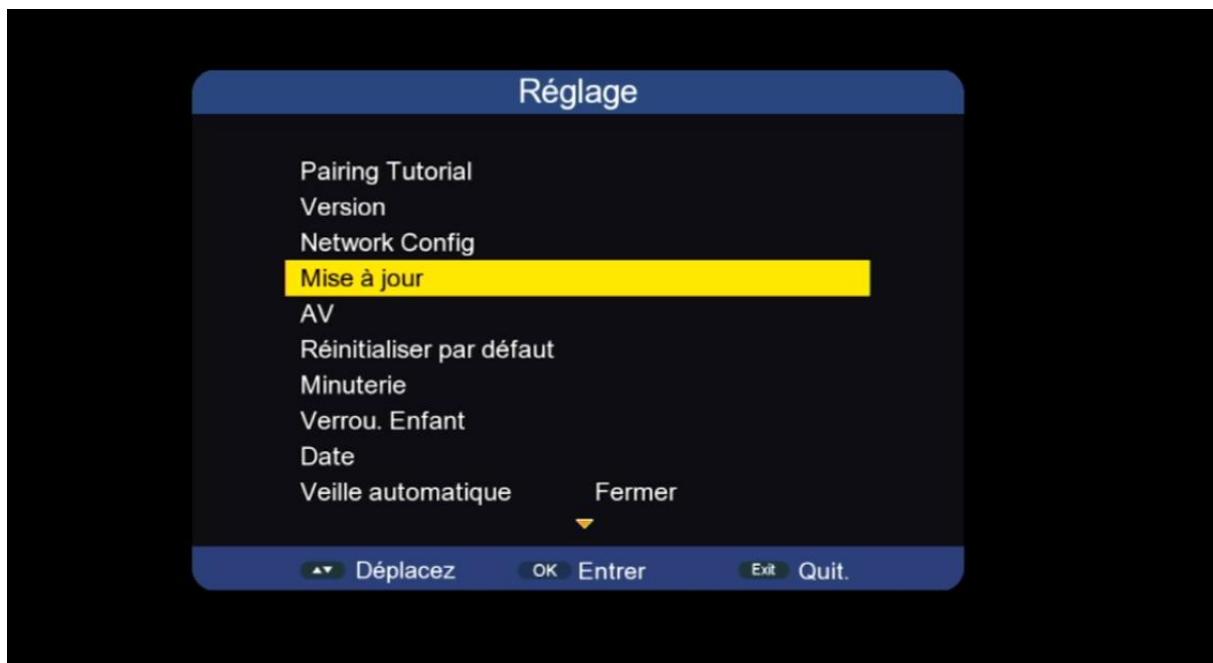 Réglage
Pairing Tutorial
Version
Network Config
Mise à jour
AV
Réinitialiser par défaut
Minuterie
Verrou. Enfant
Date
Veille automatique Fermer
Déplacez OK Entrer Exit Quit.